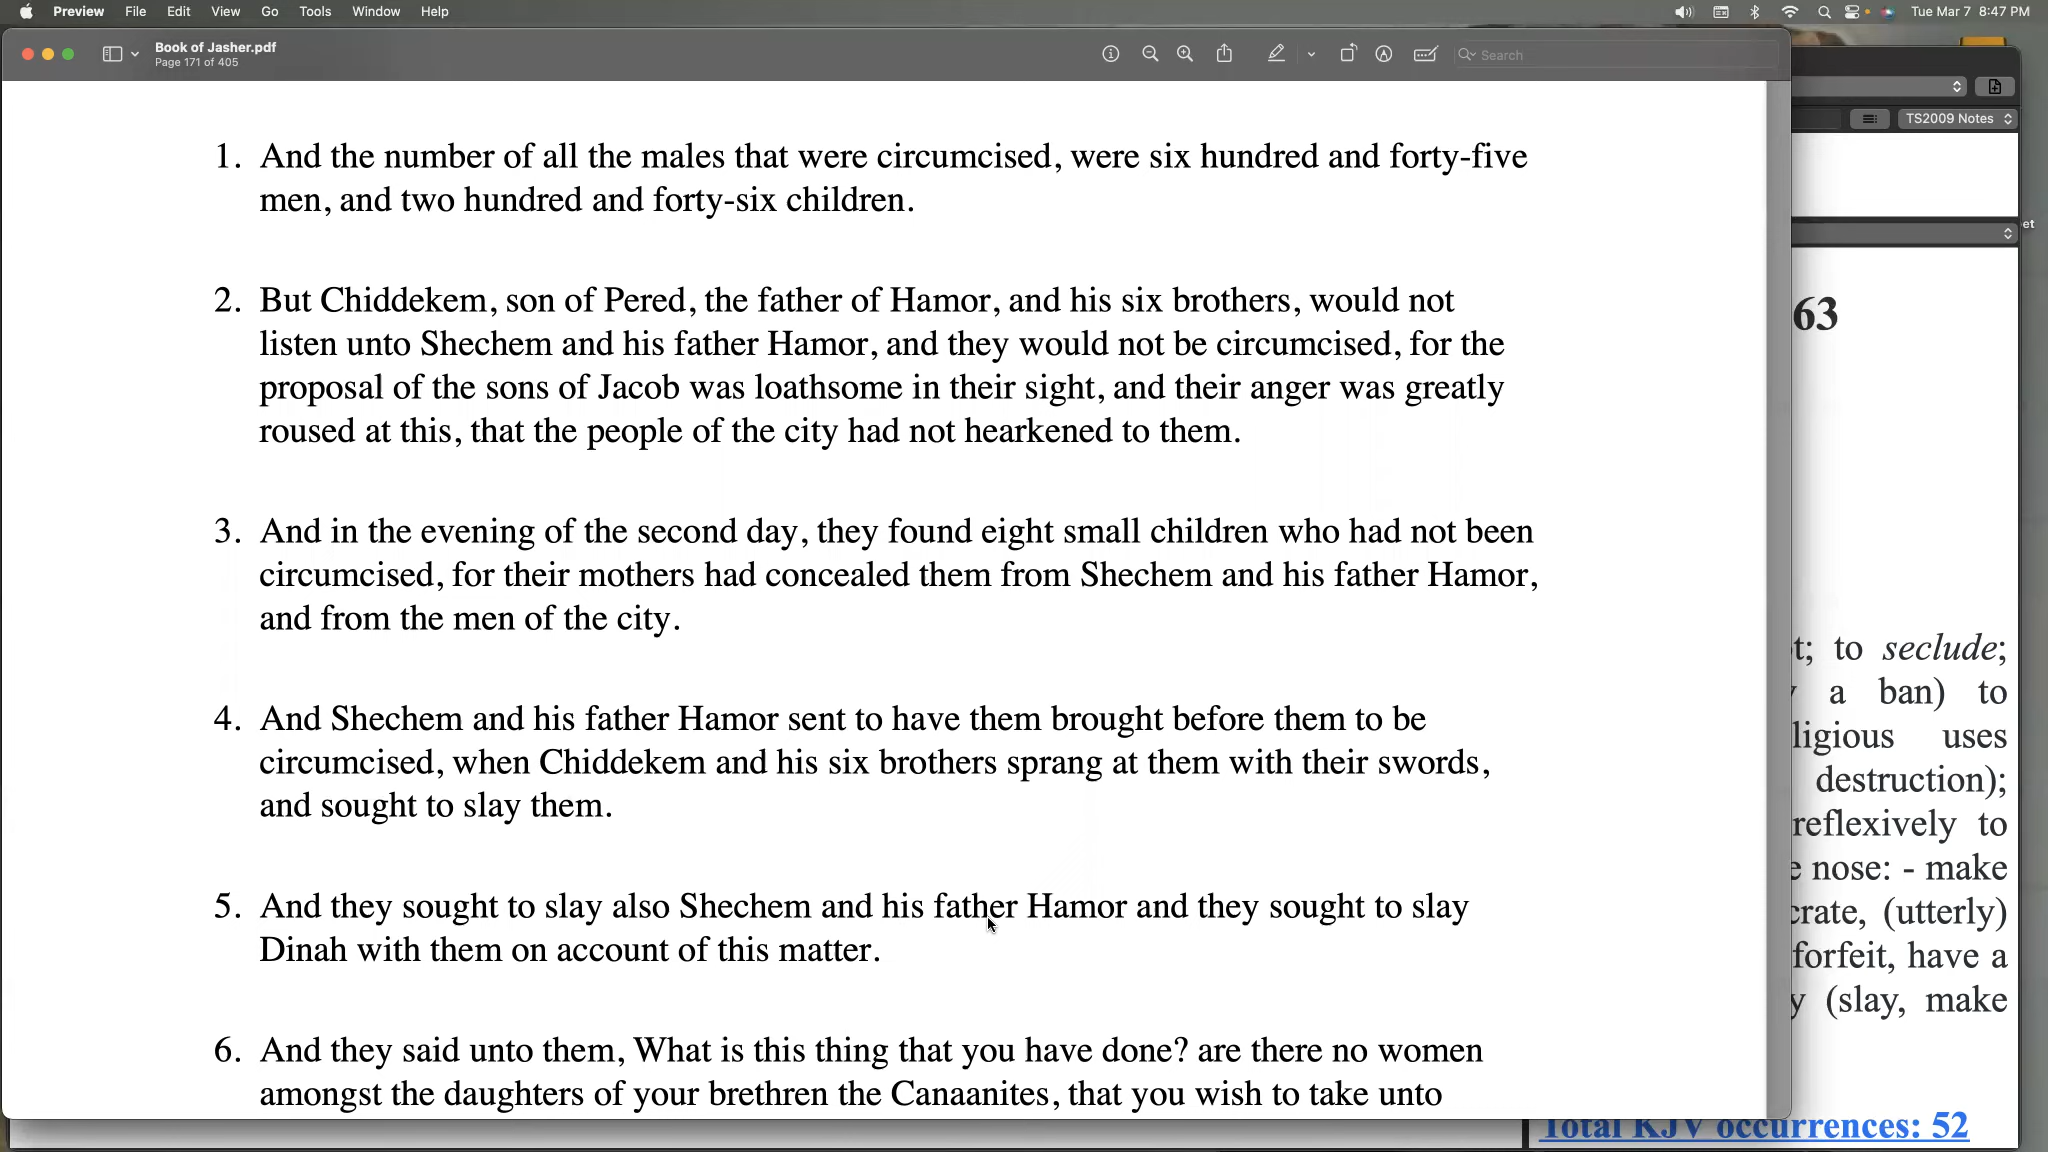 Preview File Edit View Go Tools Window Help
Tue Mar 7 8:47 PM
Book of Jasher.pdf
Page 171 of 405
Search
1. And the number of all the males that were circumcised, were six hundred and forty-five
men, and two hundred and forty-six children.
2. But Chiddekem, son of Pered, the father of Hamor, and his six brothers, would not
listen unto Shechem and his father Hamor, and they would not be circumcised, for the
proposal of the sons of Jacob was loathsome in their sight, and their anger was greatly
roused at this, that the people of the city had not hearkened to them.
3. And in the evening of the second day, they found eight small children who had not been
circumcised, for their mothers had concealed them from Shechem and his father Hamor,
and from the men of the city.
4. And Shechem and his father Hamor sent to have them brought before them to be
circumcised, when Chiddekem and his six brothers sprang at them with their swords,
and sought to slay them.
5. And they sought to slay also Shechem and his father Hamor and they sought to slay
Dinah with them on account of this matter.
6. And they said unto them, What is this thing that you have done? are there no women
amongst the daughters of your brethren the Canaanites, that you wish to take unto
TS2009 Notes
et
63
t; to seclude;
a ban) to
ligious uses
destruction);
reflexively to
e nose: - make
crate, (utterly)
forfeit, have a
y (slay, make
Total KJV occurrences: 52